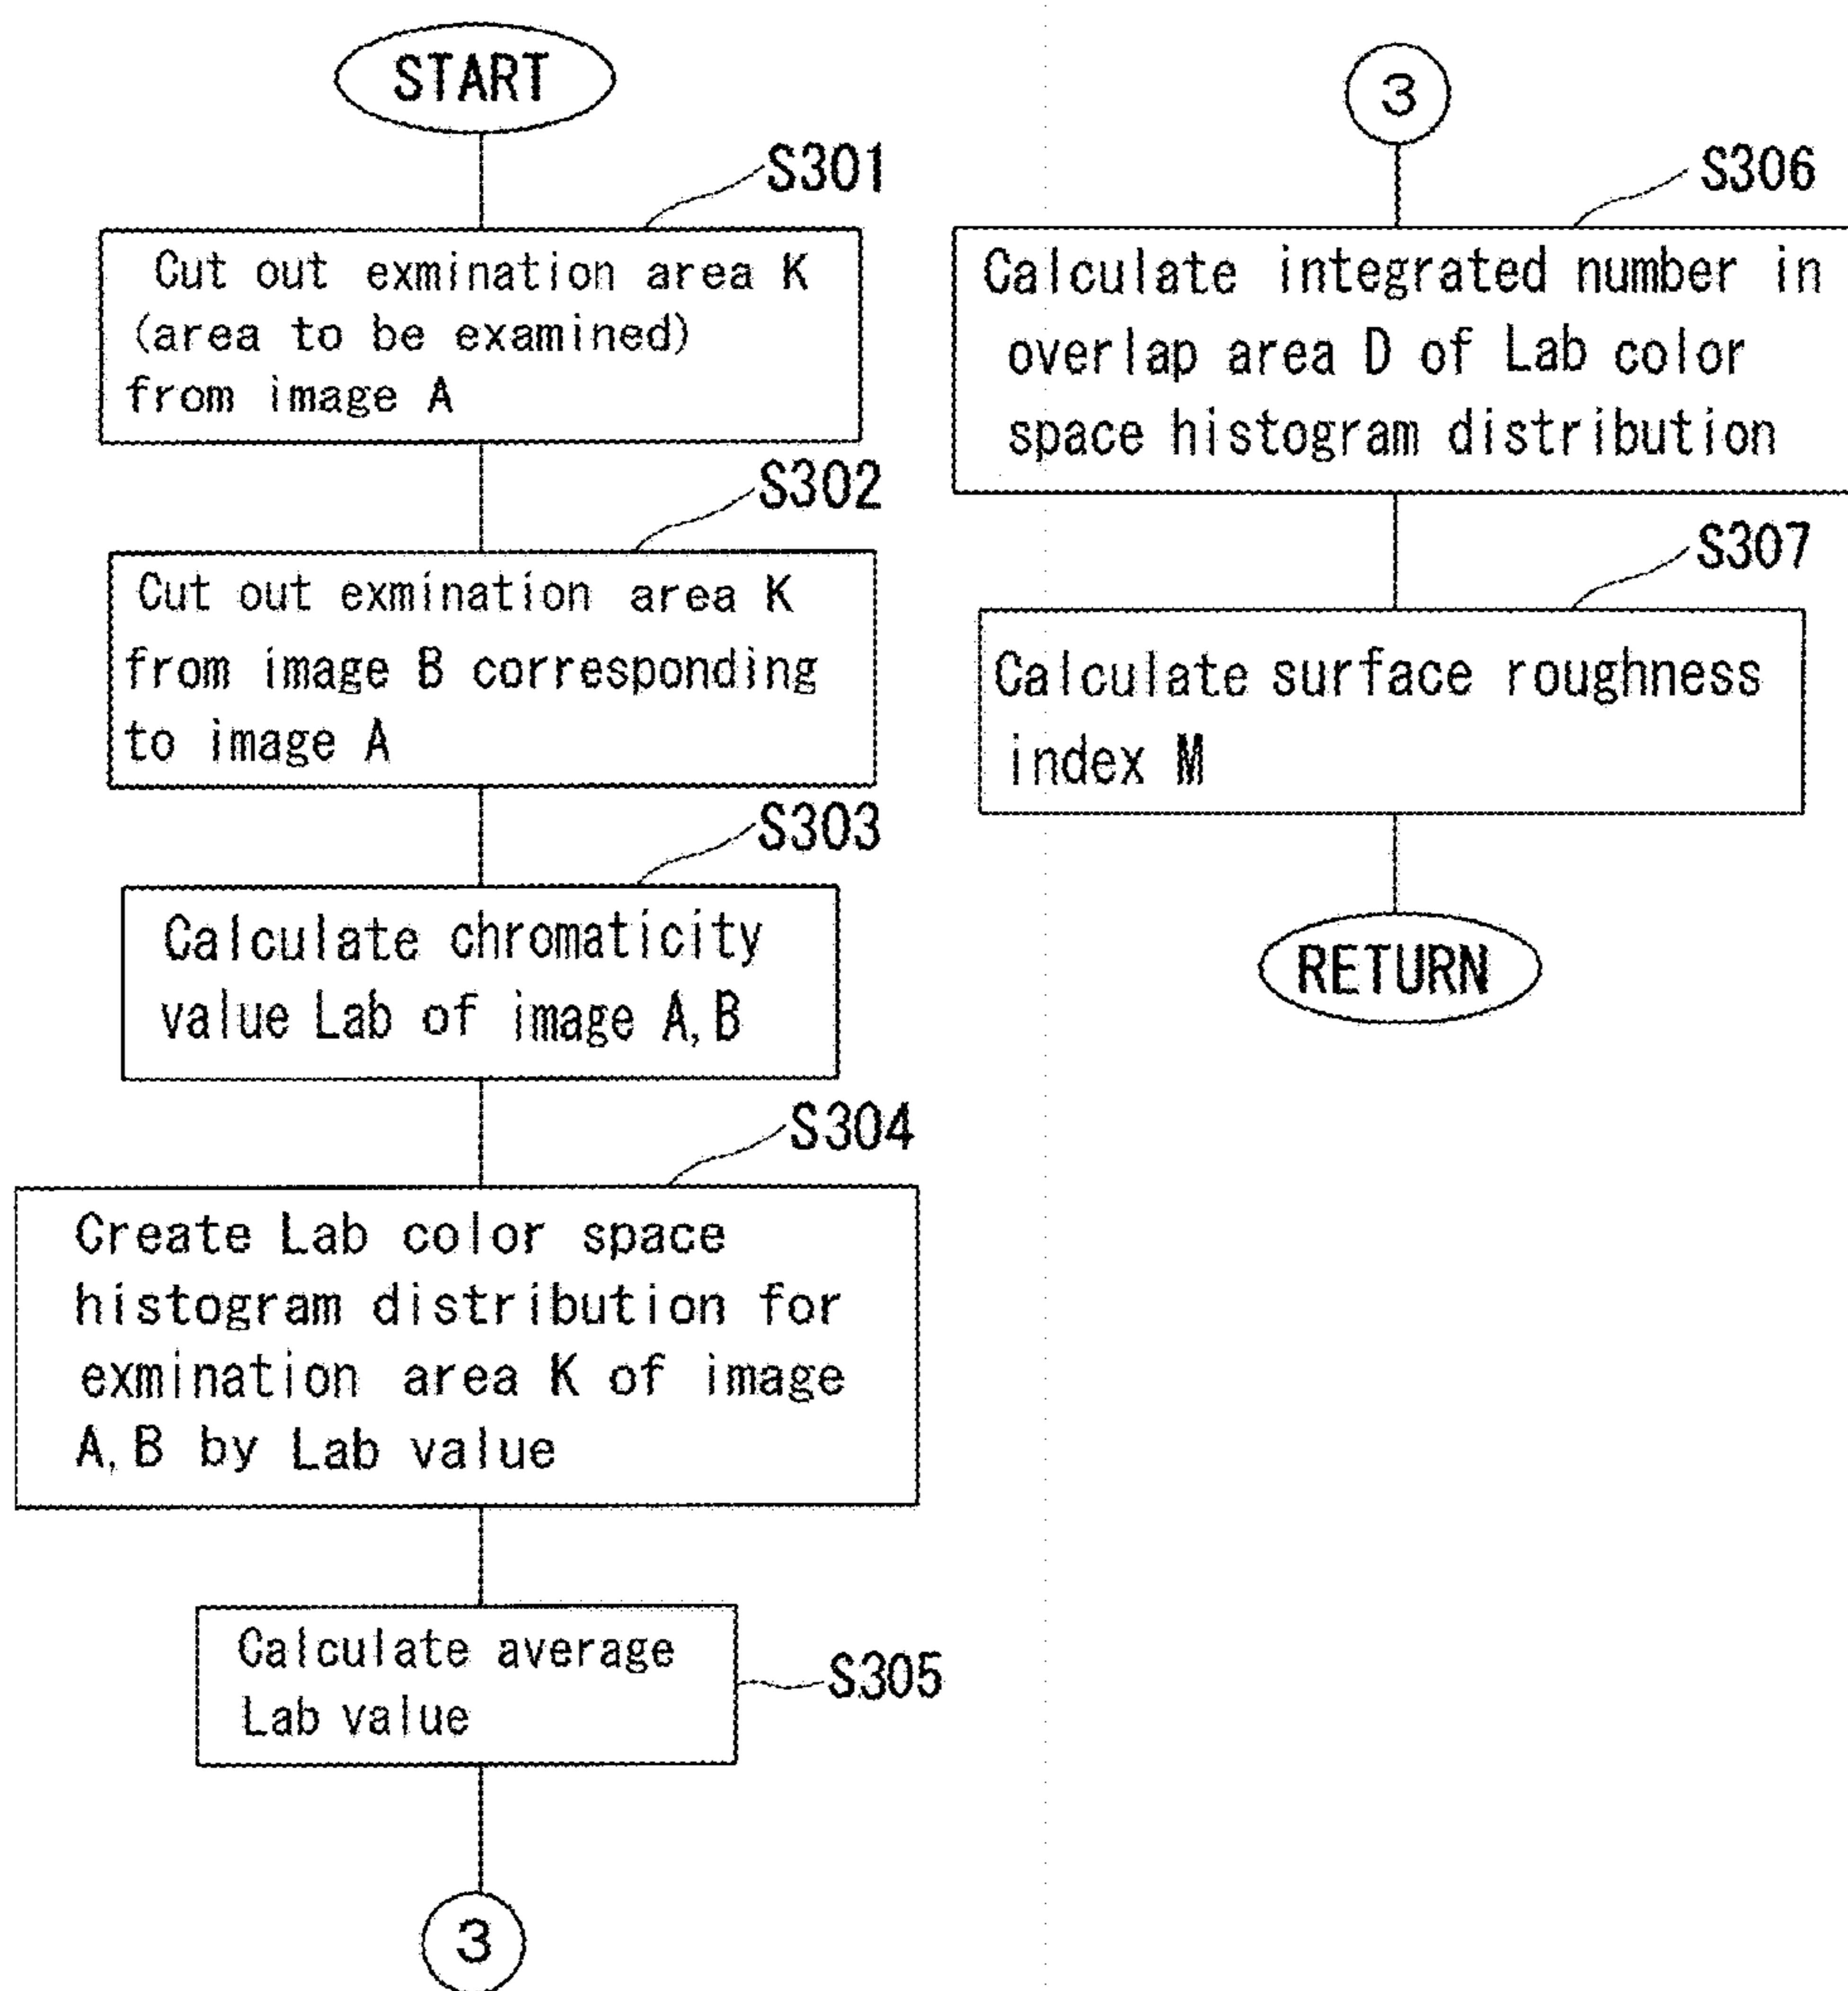 START
S301
Cut out exmination area K
(area to be examined)
from image A
S302
Cut out exmination area K
from image B corresponding
to image A
S303
Calculate chromaticity
value Lab of image A,B
S304
Create Lab color space
histogram distribution for
exmination area K of image
A,B by Lab value
Calculate average
Lab value
S305
3
3
S306
Calculate integrated number in
overlap area D of Lab color
space histogram distribution
S307
Calculate surface roughness
index M
RETURN